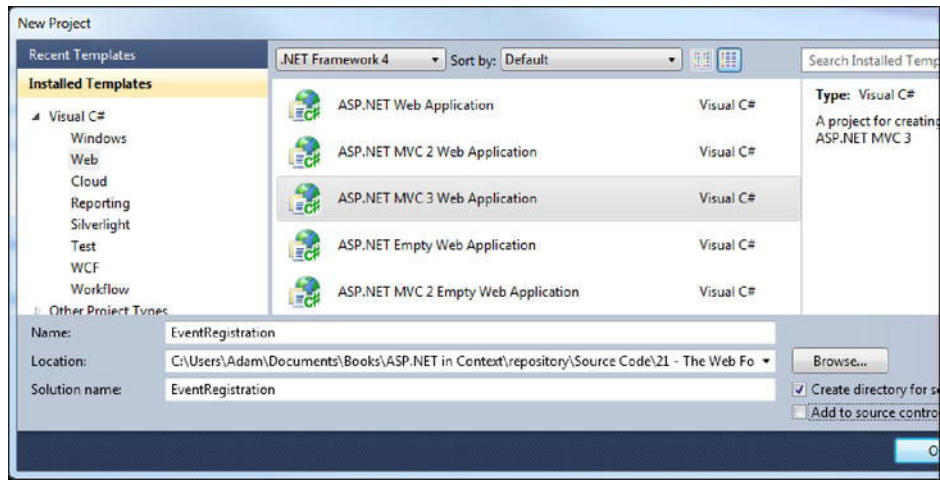 New Project
Recent Templates
.NET Framework 4 Sort by: Default
Installed Templates
Visual C#
Windows
Web
Cloud
Reporting
Silverlight
Test
WCF
Workflow
Other Project Types
ASP.NET Web Application Visual C#
ASP.NET MVC 2 Web Application Visual C#
ASP.NET MVC 3 Web Application Visual C#
ASP.NET Empty Web Application Visual C#
ASP.NET MVC 2 Empty Web Application Visual C#
Search Installed Temp
Type: Visual C#
A project for creating
ASP.NET MVC 3
Name: EventRegistration
Location: C:\Users\Adam\Documents\Books\ASP.NET in Context\repository\Source Code\21 - The Web Fo
Solution name: EventRegistration
Browse...
Create directory for s
Add to source contro
O